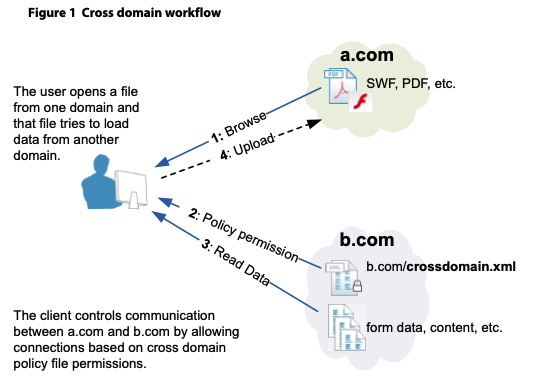 Figure 1 Cross domain workflow
a.com
PDF
SWF, PDF, etc.
The user opens a file
from one domain and
that file tries to load
data from another
domain.
1: Browse
4: Upload
2: Policy permission
3: Read Data
b.com
XML
b.com/crossdomain.xml
form data, content, etc.
The client controls communication
between a.com and b.com by allowing
connections based on cross domain
policy file permissions.